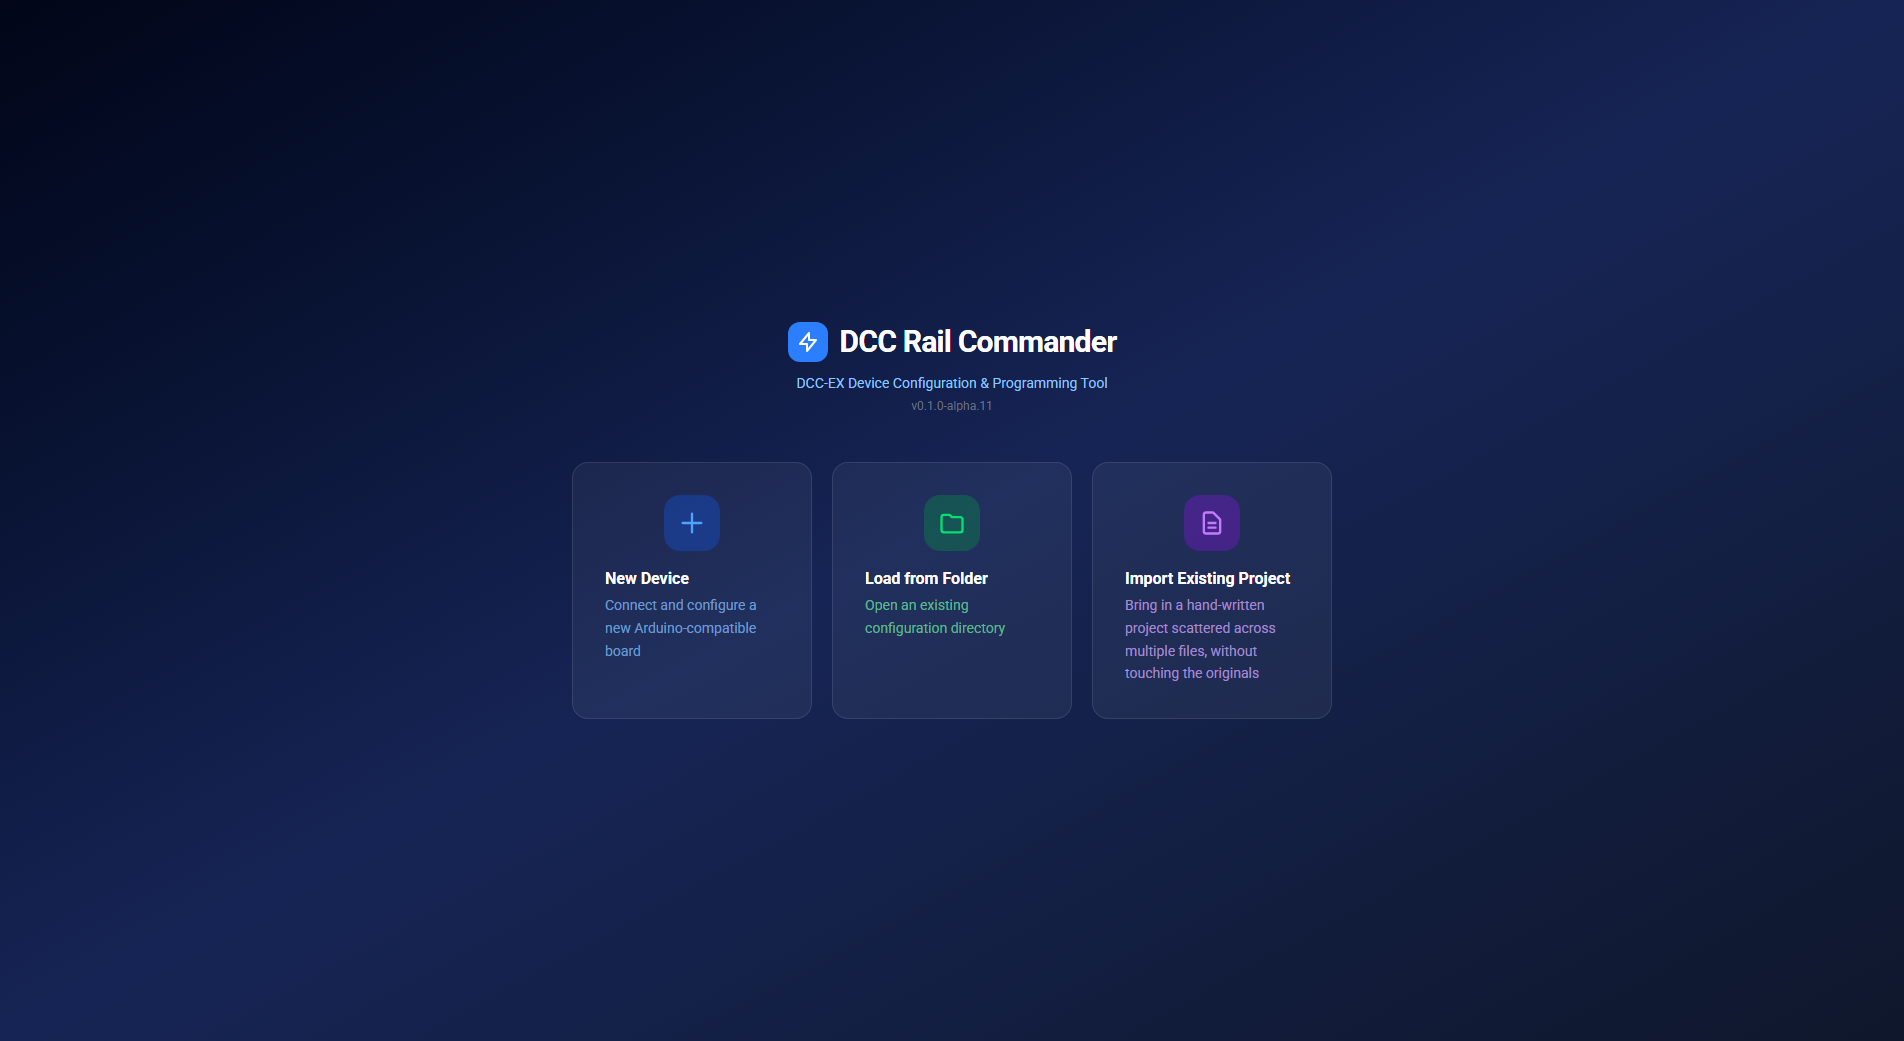 DCC Rail Commander
DCC-EX Device Configuration & Programming Tool
v0.1.0-alpha.11
New Device
Connect and configure a
new Arduino-compatible
board
Load from Folder
Open an existing
configuration directory
Import Existing Project
Bring in a hand-written
project scattered across
multiple files, without
touching the originals